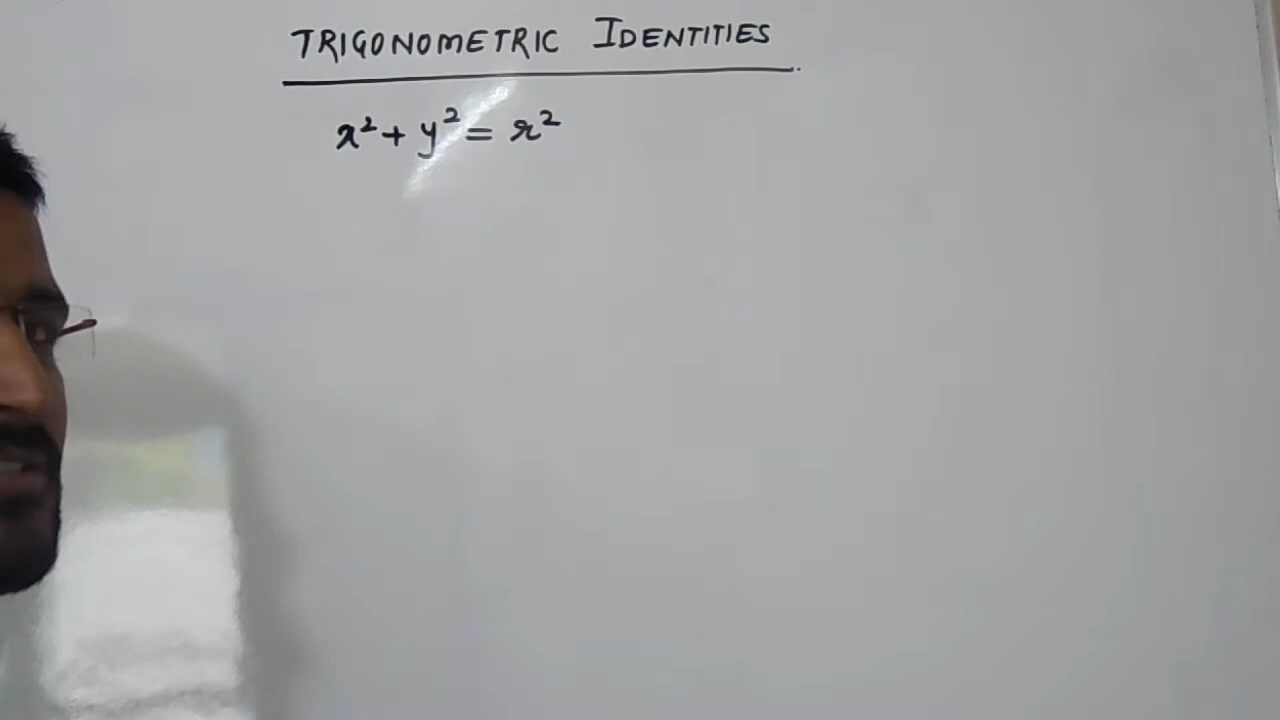 TRIGONOMETRIC IDENTITIES
x² + y² = r²